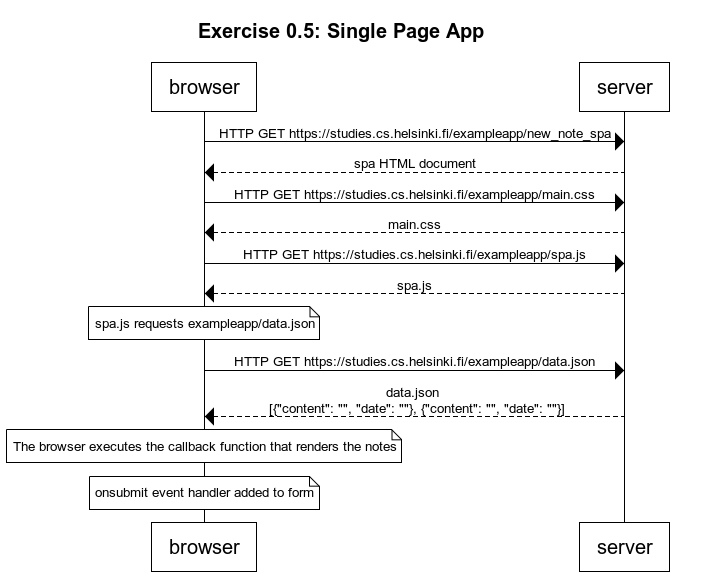 Exercise 0.5: Single Page App
browser
server
HTTP GET https://studies.cs.helsinki.fi/exampleapp/new_note_spa
spa HTML document
HTTP GET https://studies.cs.helsinki.fi/exampleapp/main.css
main.css
HTTP GET https://studies.cs.helsinki.fi/exampleapp/spa.js
spa.js
spa.js requests exampleapp/data.json
HTTP GET https://studies.cs.helsinki.fi/exampleapp/data.json
data.json
[{"content": "", "date": ""}, {"content": "", "date": ""}]
The browser executes the callback function that renders the notes
onsubmit event handler added to form
browser
server